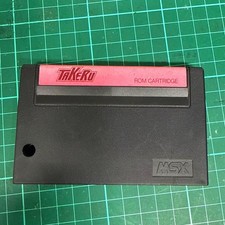 TAKERU
ROM CARTRIDGE
MSX